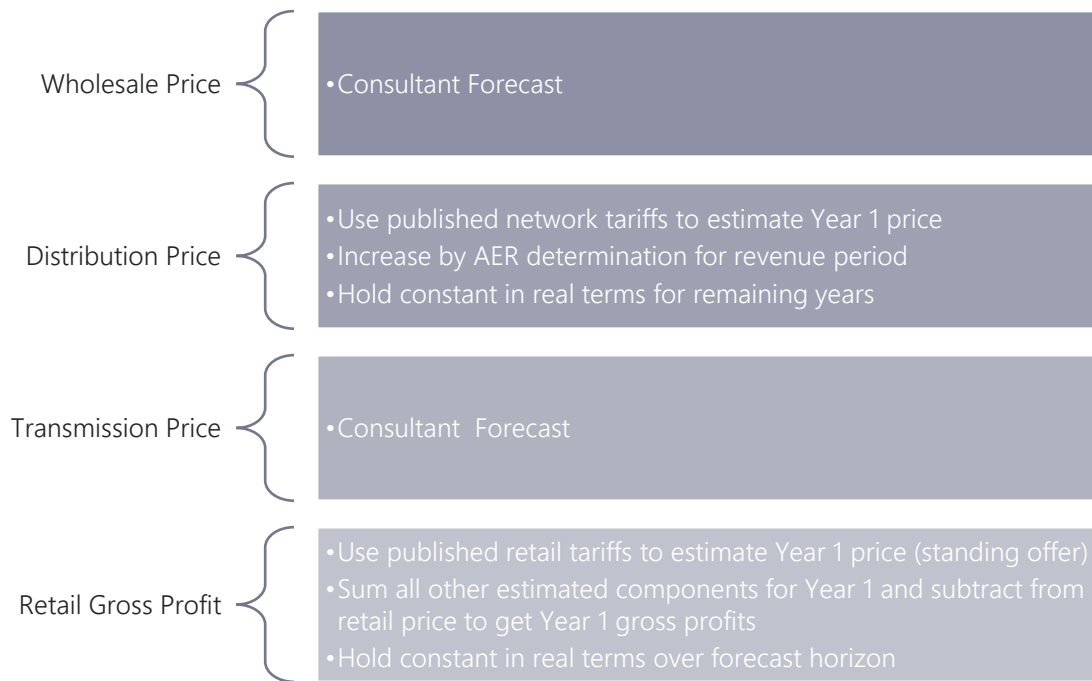 Wholesale Price
•Consultant Forecast
Distribution Price
•Use published network tariffs to estimate Year 1 price
•Increase by AER determination for revenue period
•Hold constant in real terms for remaining years
Transmission Price
•Consultant Forecast
Retail Gross Profit
•Use published retail tariffs to estimate Year 1 price (standing offer)
•Sum all other estimated components for Year 1 and subtract from
retail price to get Year 1 gross profits
•Hold constant in real terms over forecast horizon